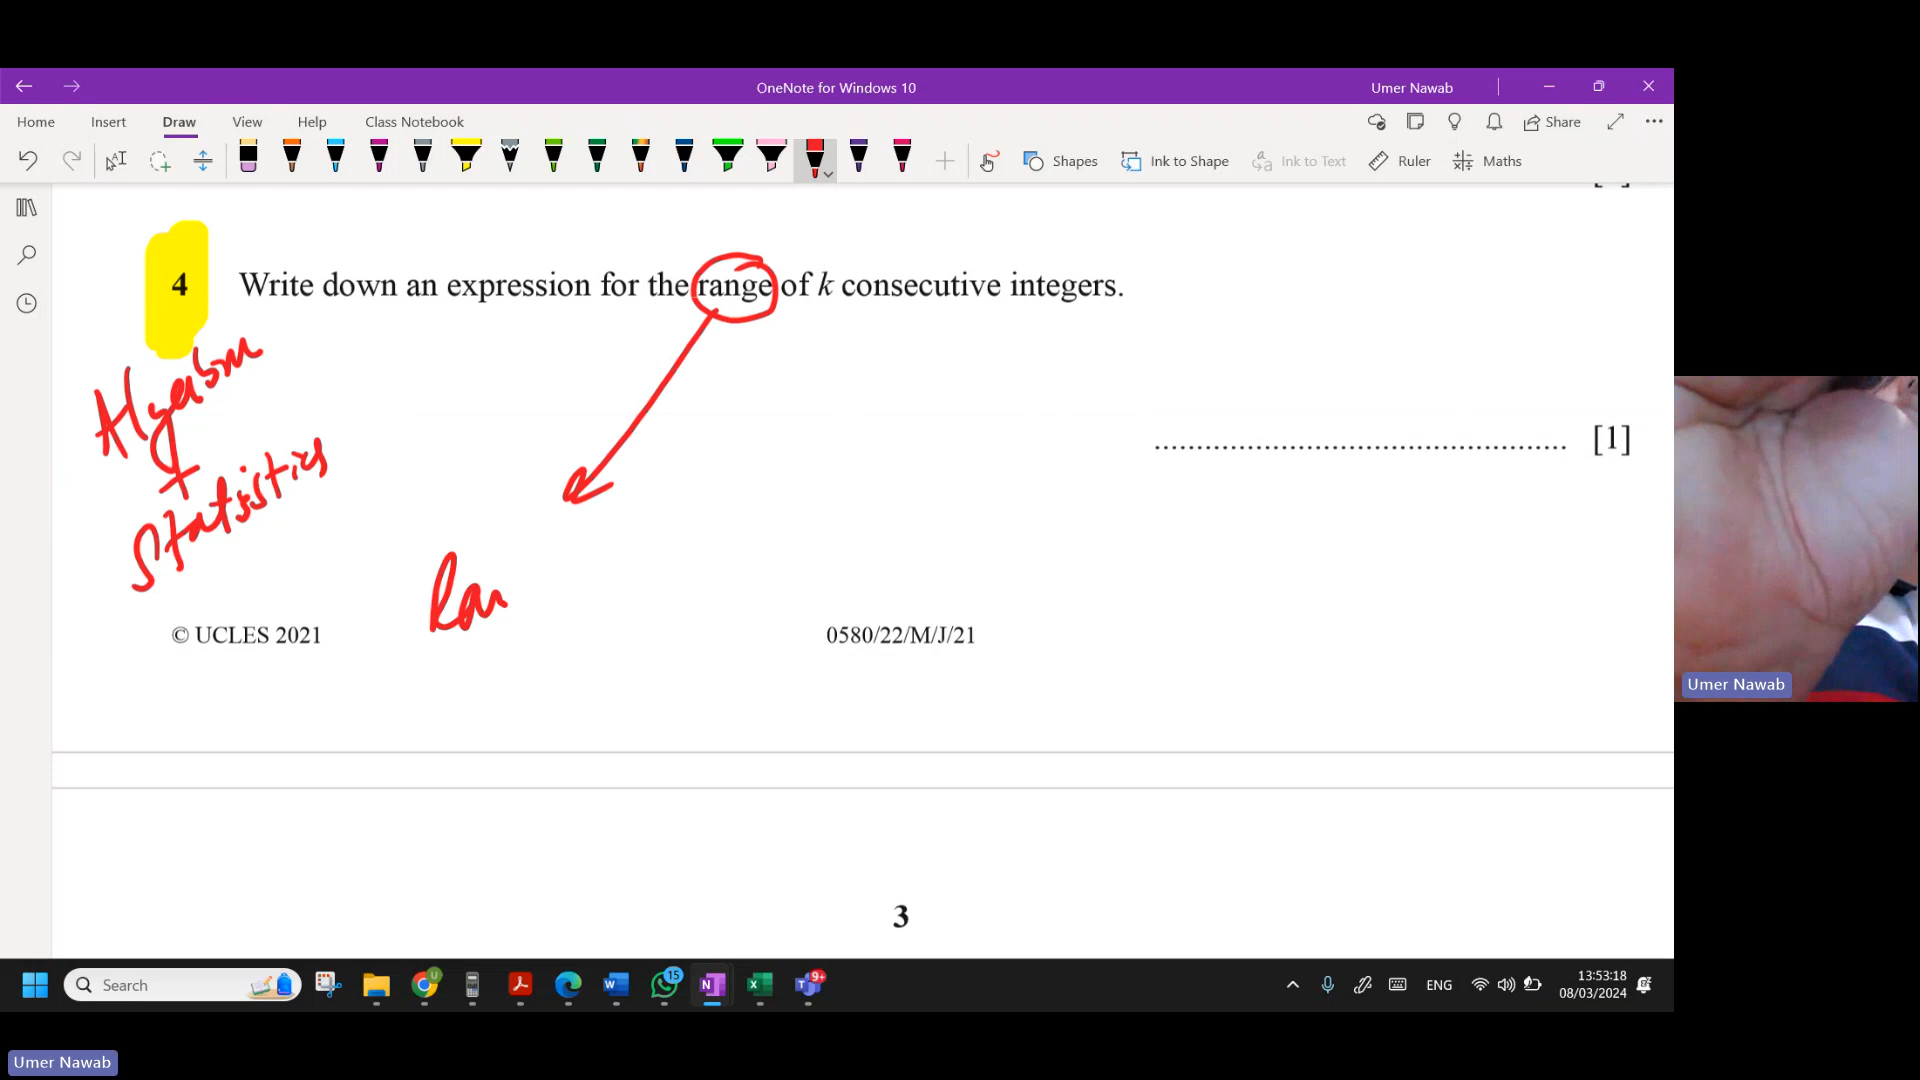 OneNote for Windows 10
Umer Nawab
Home Insert Draw View Help Class Notebook
Share
Shapes Ink to Shape Ink to Text Ruler Maths
4 Write down an expression for the range of k consecutive integers.
Algebra
+
Statistics
.................................................. [1]
Ran
© UCLES 2021 0580/22/M/J/21
3
Umer Nawab
Search
15
9+
ENG
13:53:18
08/03/2024
Umer Nawab